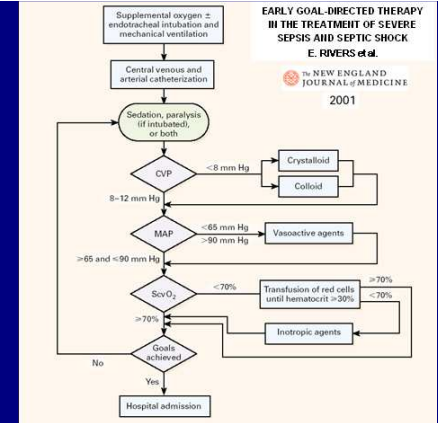 EARLY GOAL-DIRECTED THERAPY
IN THE TREATMENT OF SEVERE
SEPSIS AND SEPTIC SHOCK
E. RIVERS et al.
The NEW ENGLAND
JOURNAL of MEDICINE
2001
Supplemental oxygen ±
endotracheal intubation and
mechanical ventilation
Central venous and
arterial catheterization
Sedation, paralysis
(if intubated),
or both
CVP
<8 mm Hg
Crystalloid
Colloid
8–12 mm Hg
MAP
<65 mm Hg
>90 mm Hg
Vasoactive agents
≥65 and ≤90 mm Hg
ScvO₂
<70%
Transfusion of red cells
until hematocrit ≥30%
≥70%
<70%
≥70%
Inotropic agents
Goals
achieved
No
Yes
Hospital admission